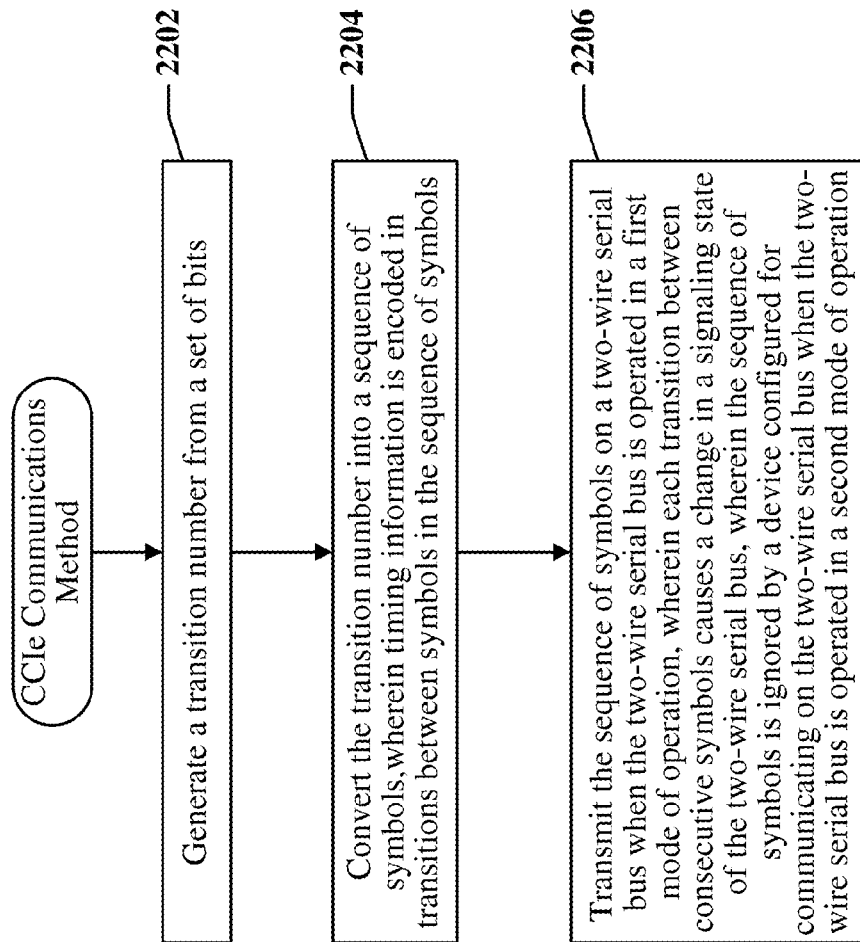 CCIe Communications
Method
2202
Generate a transition number from a set of bits
2204
Convert the transition number into a sequence of
symbols,wherein timing information is encoded in
transitions between symbols in the sequence of symbols
2206
Transmit the sequence of symbols on a two-wire serial
bus when the two-wire serial bus is operated in a first
mode of operation, wherein each transition between
consecutive symbols causes a change in a signaling state
of the two-wire serial bus, wherein the sequence of
symbols is ignored by a device configured for
communicating on the two-wire serial bus when the two-
wire serial bus is operated in a second mode of operation